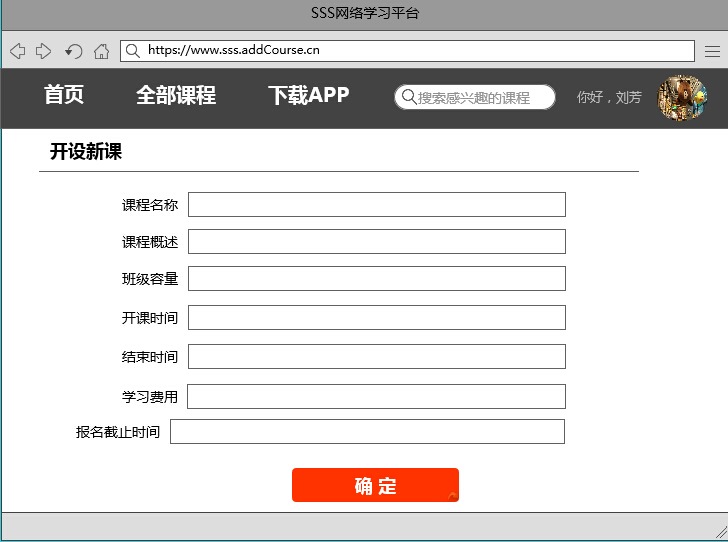 SSS网络学习平台
https://www.sss.addCourse.cn
首页 全部课程 下载APP 搜索感兴趣的课程 你好，刘芳
开设新课
课程名称
课程概述
班级容量
开课时间
结束时间
学习费用
报名截止时间
确 定